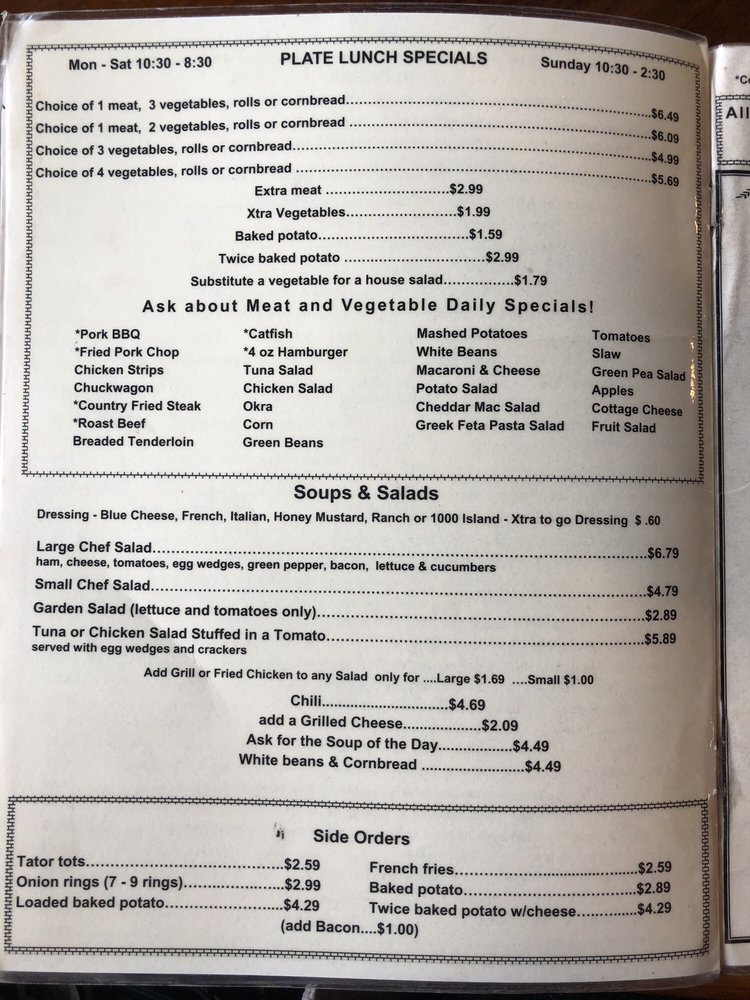 Mon - Sat 10:30 - 8:30 PLATE LUNCH SPECIALS Sunday 10:30 - 2:30
Choice of 1 meat, 3 vegetables, rolls or cornbread.....$6.49
Choice of 1 meat, 2 vegetables, rolls or cornbread .....$6.09
Choice of 3 vegetables, rolls or cornbread.....$4.99
Choice of 4 vegetables, rolls or cornbread .....$5.69
Extra meat .....$2.99
Xtra Vegetables.....$1.99
Baked potato.....$1.59
Twice baked potato .....$2.99
Substitute a vegetable for a house salad.....$1.79
Ask about Meat and Vegetable Daily Specials!
*Pork BBQ
*Fried Pork Chop
Chicken Strips
Chuckwagon
*Country Fried Steak
*Roast Beef
Breaded Tenderloin
*Catfish
*4 oz Hamburger
Tuna Salad
Chicken Salad
Okra
Corn
Green Beans
Mashed Potatoes
White Beans
Macaroni & Cheese
Potato Salad
Cheddar Mac Salad
Greek Feta Pasta Salad
Tomatoes
Slaw
Green Pea Salad
Apples
Cottage Cheese
Fruit Salad
Soups & Salads
Dressing - Blue Cheese, French, Italian, Honey Mustard, Ranch or 1000 Island - Xtra to go Dressing $ .60
Large Chef Salad.....$6.79
ham, cheese, tomatoes, egg wedges, green pepper, bacon, lettuce & cucumbers
Small Chef Salad.....$4.79
Garden Salad (lettuce and tomatoes only).....$2.89
Tuna or Chicken Salad Stuffed in a Tomato.....$5.89
served with egg wedges and crackers
Add Grill or Fried Chicken to any Salad only for ....Large $1.69 ....Small $1.00
Chili.....$4.69
add a Grilled Cheese.....$2.09
Ask for the Soup of the Day.....$4.49
White beans & Cornbread .....$4.49
Side Orders
Tator tots.....$2.59
Onion rings (7 - 9 rings).....$2.99
Loaded baked potato.....$4.29
French fries.....$2.59
Baked potato.....$2.89
Twice baked potato w/cheese.....$4.29
(add Bacon....$1.00)
All